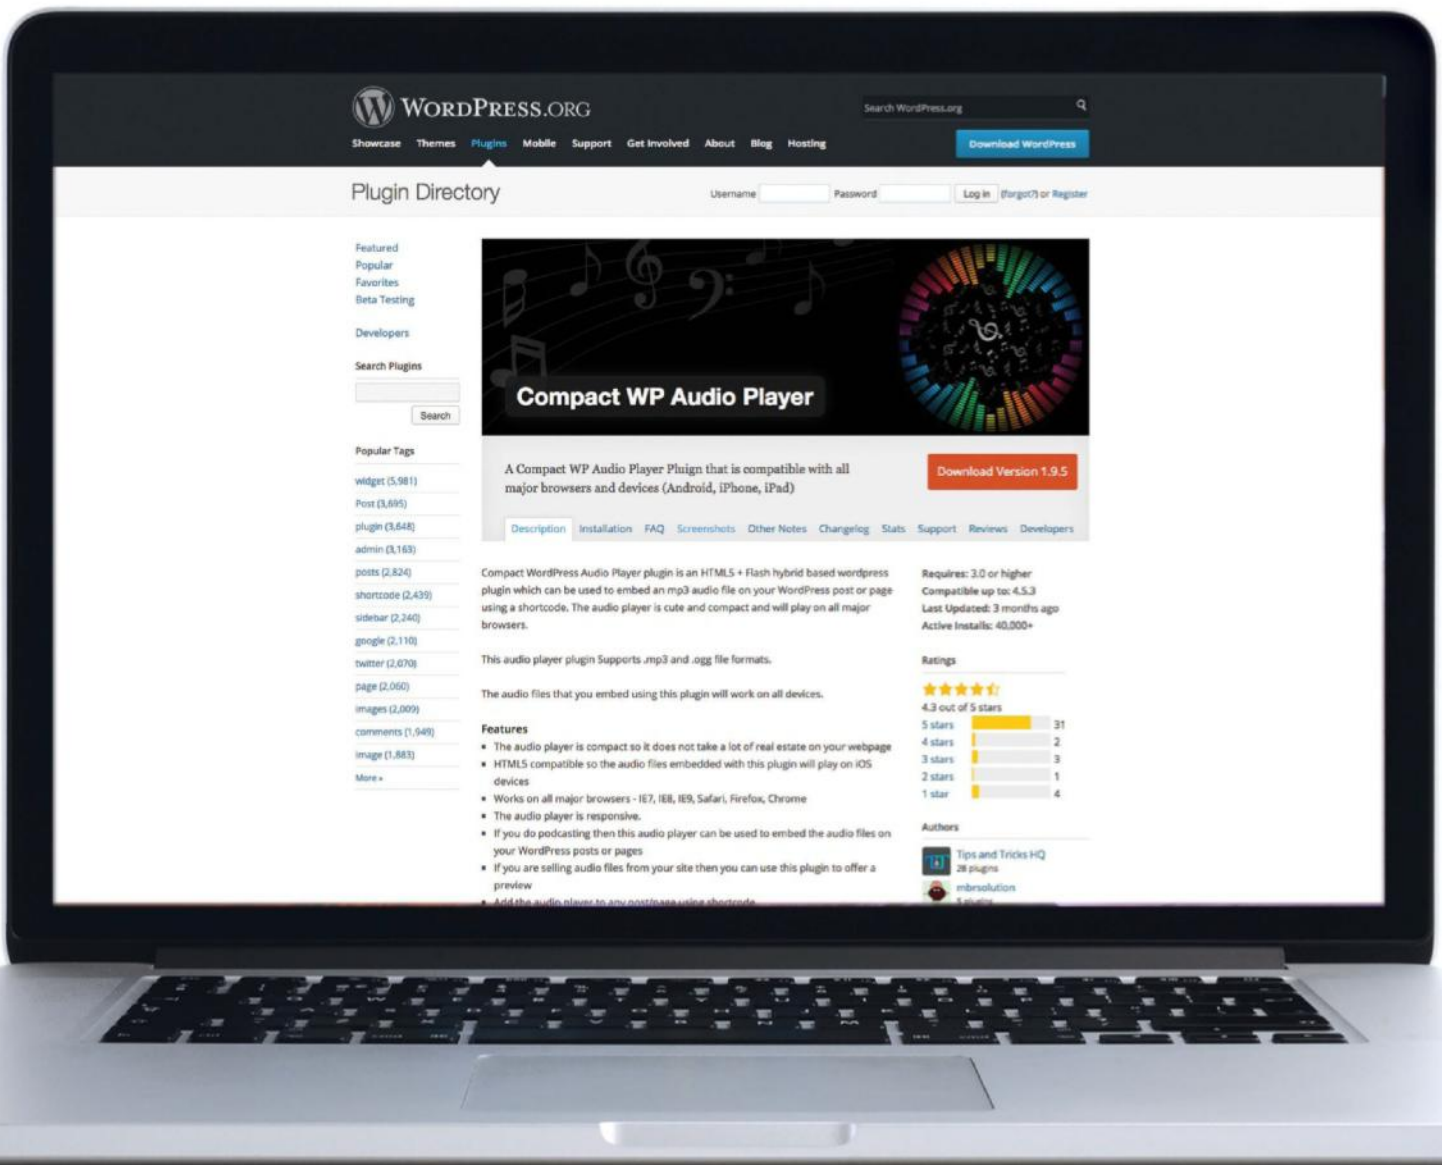 WORDPRESS.ORG
Search WordPress.org
Showcase Themes Plugins Mobile Support Get Involved About Blog Hosting
Download WordPress
Plugin Directory
Username Password Log in (forgot?) or Register
Featured
Popular
Favorites
Beta Testing
Developers
Search Plugins
Search
Popular Tags
widget (5,981)
Post (3,695)
plugin (3,648)
admin (3,163)
posts (2,824)
shortcode (2,439)
sidebar (2,240)
google (2,110)
twitter (2,070)
page (2,060)
images (2,009)
comments (1,949)
image (1,883)
More »
Compact WP Audio Player
A Compact WP Audio Player Pluign that is compatible with all
major browsers and devices (Android, iPhone, iPad)
Download Version 1.9.5
Description Installation FAQ Screenshots Other Notes Changelog Stats Support Reviews Developers
Compact WordPress Audio Player plugin is an HTML5 + Flash hybrid based wordpress
plugin which can be used to embed an mp3 audio file on your WordPress post or page
using a shortcode. The audio player is cute and compact and will play on all major
browsers.
This audio player plugin Supports .mp3 and .ogg file formats.
The audio files that you embed using this plugin will work on all devices.
Features
▪ The audio player is compact so it does not take a lot of real estate on your webpage
▪ HTML5 compatible so the audio files embedded with this plugin will play on iOS
devices
▪ Works on all major browsers - IE7, IE8, IE9, Safari, Firefox, Chrome
▪ The audio player is responsive.
▪ If you do podcasting then this audio player can be used to embed the audio files on
your WordPress posts or pages
▪ If you are selling audio files from your site then you can use this plugin to offer a
preview
▪ Add the audio player to any post/page using shortcode
Requires: 3.0 or higher
Compatible up to: 4.5.3
Last Updated: 3 months ago
Active Installs: 40,000+
Ratings
4.3 out of 5 stars
5 stars 31
4 stars 2
3 stars 3
2 stars 1
1 star 4
Authors
Tips and Tricks HQ
28 plugins
mbrsolution
5 plugins